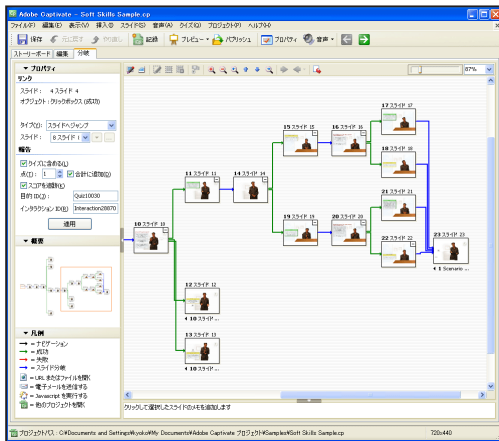 Adobe Captivate - Soft Skills Sample.cp
ファイル(F) 編集(E) 表示(V) 挿入(I) スライド(S) 音声(A) クイズ(Q) プロジェクト(P) ヘルプ(H)
保存 元に戻す やり直し 記録 プレビュー パブリッシュ プロパティ 音声
ストーリーボード 編集 分岐
プロパティ
リンク
スライド: 4 スライド 4
オブジェクト: クリックボックス (成功)
タイプ(Y): スライドへジャンプ
スライド: 8 スライド
報告
クイズに含める(L)
点(T): 1 合計に追加(D)
スコアを追跡(K)
目的 ID(J): Quiz10030
インタラクション ID(R) Interaction20870
適用
概要
凡例
= ナビゲーション
= 成功
= 失敗
= スライド分岐
= URL またはファイルを開く
= 電子メールを送信する
= Javascript を実行する
= 他のプロジェクトを開く
87%
17 スライド 17
15 スライド 15
16 スライド 16
18 スライド 18
11 スライド 11
14 スライド 14
21 スライド 21
19 スライド 19
20 スライド 20
10 スライド 10
22 スライド 22
23 スライド 23
1 Scenario ...
12 スライド 12
10 スライド ...
13 スライド 13
10 スライド ...
クリックして選択したスライドのメモを追加します
プロジェクトパス: C:¥Documents and Settings¥kyoko¥My Documents¥Adobe Captivate プロジェクト¥Samples¥Soft Skills Sample.cp
720x440